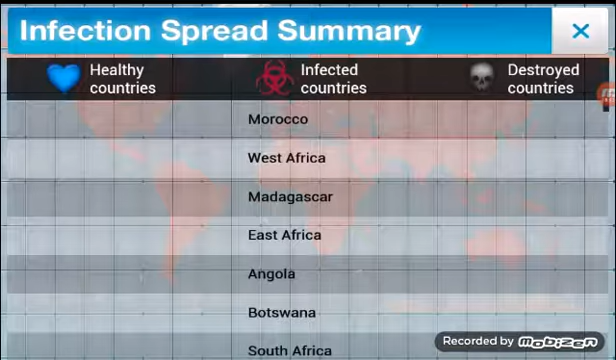 Infection Spread Summary
Healthy countries
Infected countries
Destroyed countries
Morocco
West Africa
Madagascar
East Africa
Angola
Botswana
South Africa
Recorded by mobizen